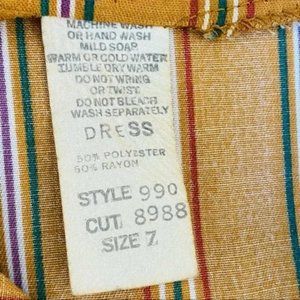 MACHINE WASH
OR HAND WASH
MILD SOAP
WARM OR COLD WATER
TUMBLE DRY WARM
DO NOT WRING
OR TWIST
DO NOT BLEACH
WASH SEPARATELY
DRESS
50% POLYESTER
50% RAYON
STYLE 990
CUT 8988
SIZE 7